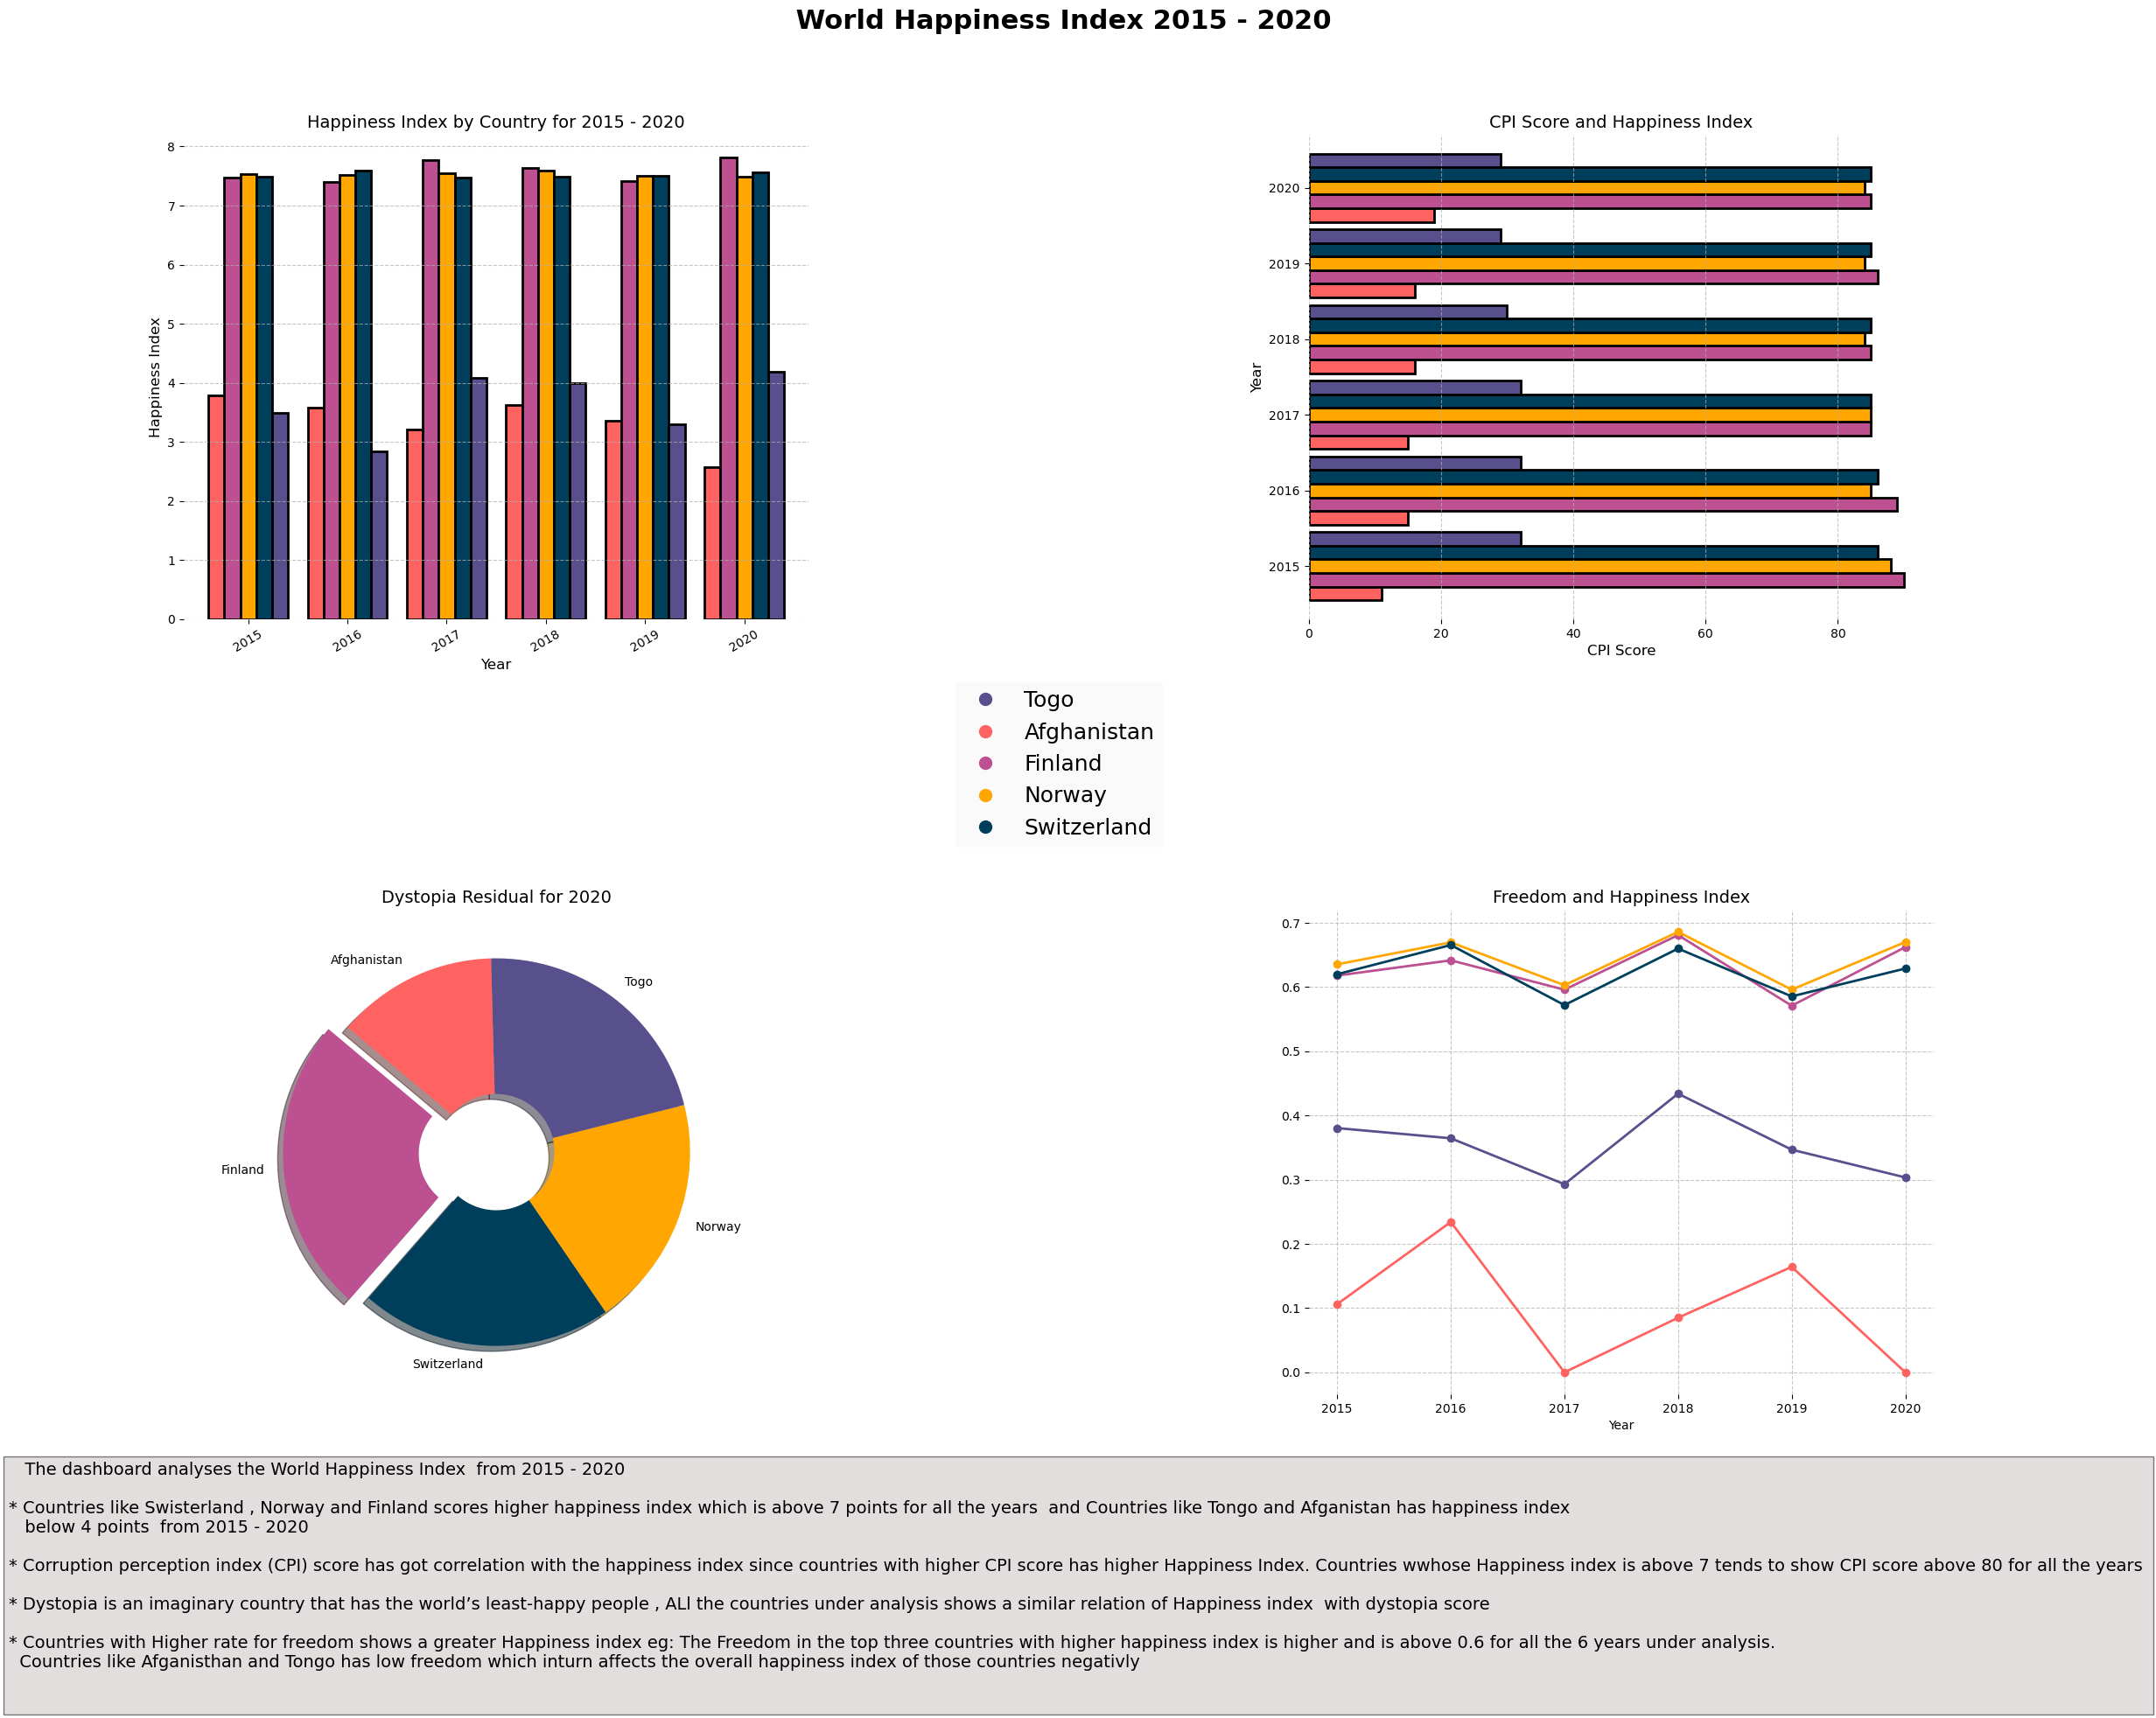 World Happiness Index 2015 - 2020
Happiness Index by Country for 2015 - 2020
8
7
6
5
4
3
2
1
0
Happiness Index
2015
2016
2017
2018
2019
2020
Year
CPI Score and Happiness Index
2020
2019
2018
2017
2016
2015
Year
0
20
40
60
80
CPI Score
Togo
Afghanistan
Finland
Norway
Switzerland
Dystopia Residual for 2020
Afghanistan
Togo
Finland
Norway
Switzerland
Freedom and Happiness Index
0.7
0.6
0.5
0.4
0.3
0.2
0.1
0.0
2015
2016
2017
2018
2019
2020
Year
The dashboard analyses the World Happiness Index  from 2015 - 2020
* Countries like Swisterland , Norway and Finland scores higher happiness index which is above 7 points for all the years  and Countries like Tongo and Afganistan has happiness index
below 4 points  from 2015 - 2020
* Corruption perception index (CPI) score has got correlation with the happiness index since countries with higher CPI score has higher Happiness Index. Countries wwhose Happiness index is above 7 tends to show CPI score above 80 for all the years
* Dystopia is an imaginary country that has the world’s least-happy people , ALl the countries under analysis shows a similar relation of Happiness index  with dystopia score
* Countries with Higher rate for freedom shows a greater Happiness index eg: The Freedom in the top three countries with higher happiness index is higher and is above 0.6 for all the 6 years under analysis.
Countries like Afganisthan and Tongo has low freedom which inturn affects the overall happiness index of those countries negativly